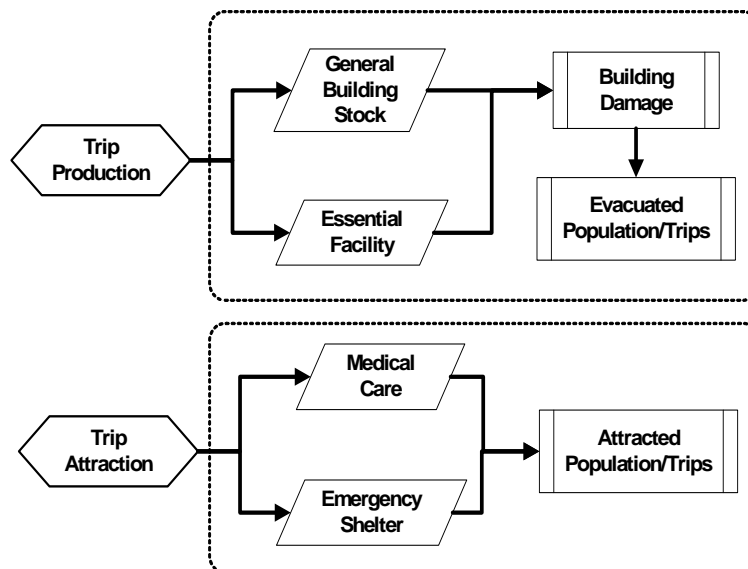 General
Building
Stock
Building
Damage
Trip
Production
Essential
Facility
Evacuated
Population/Trips
Medical
Care
Trip
Attraction
Attracted
Population/Trips
Emergency
Shelter